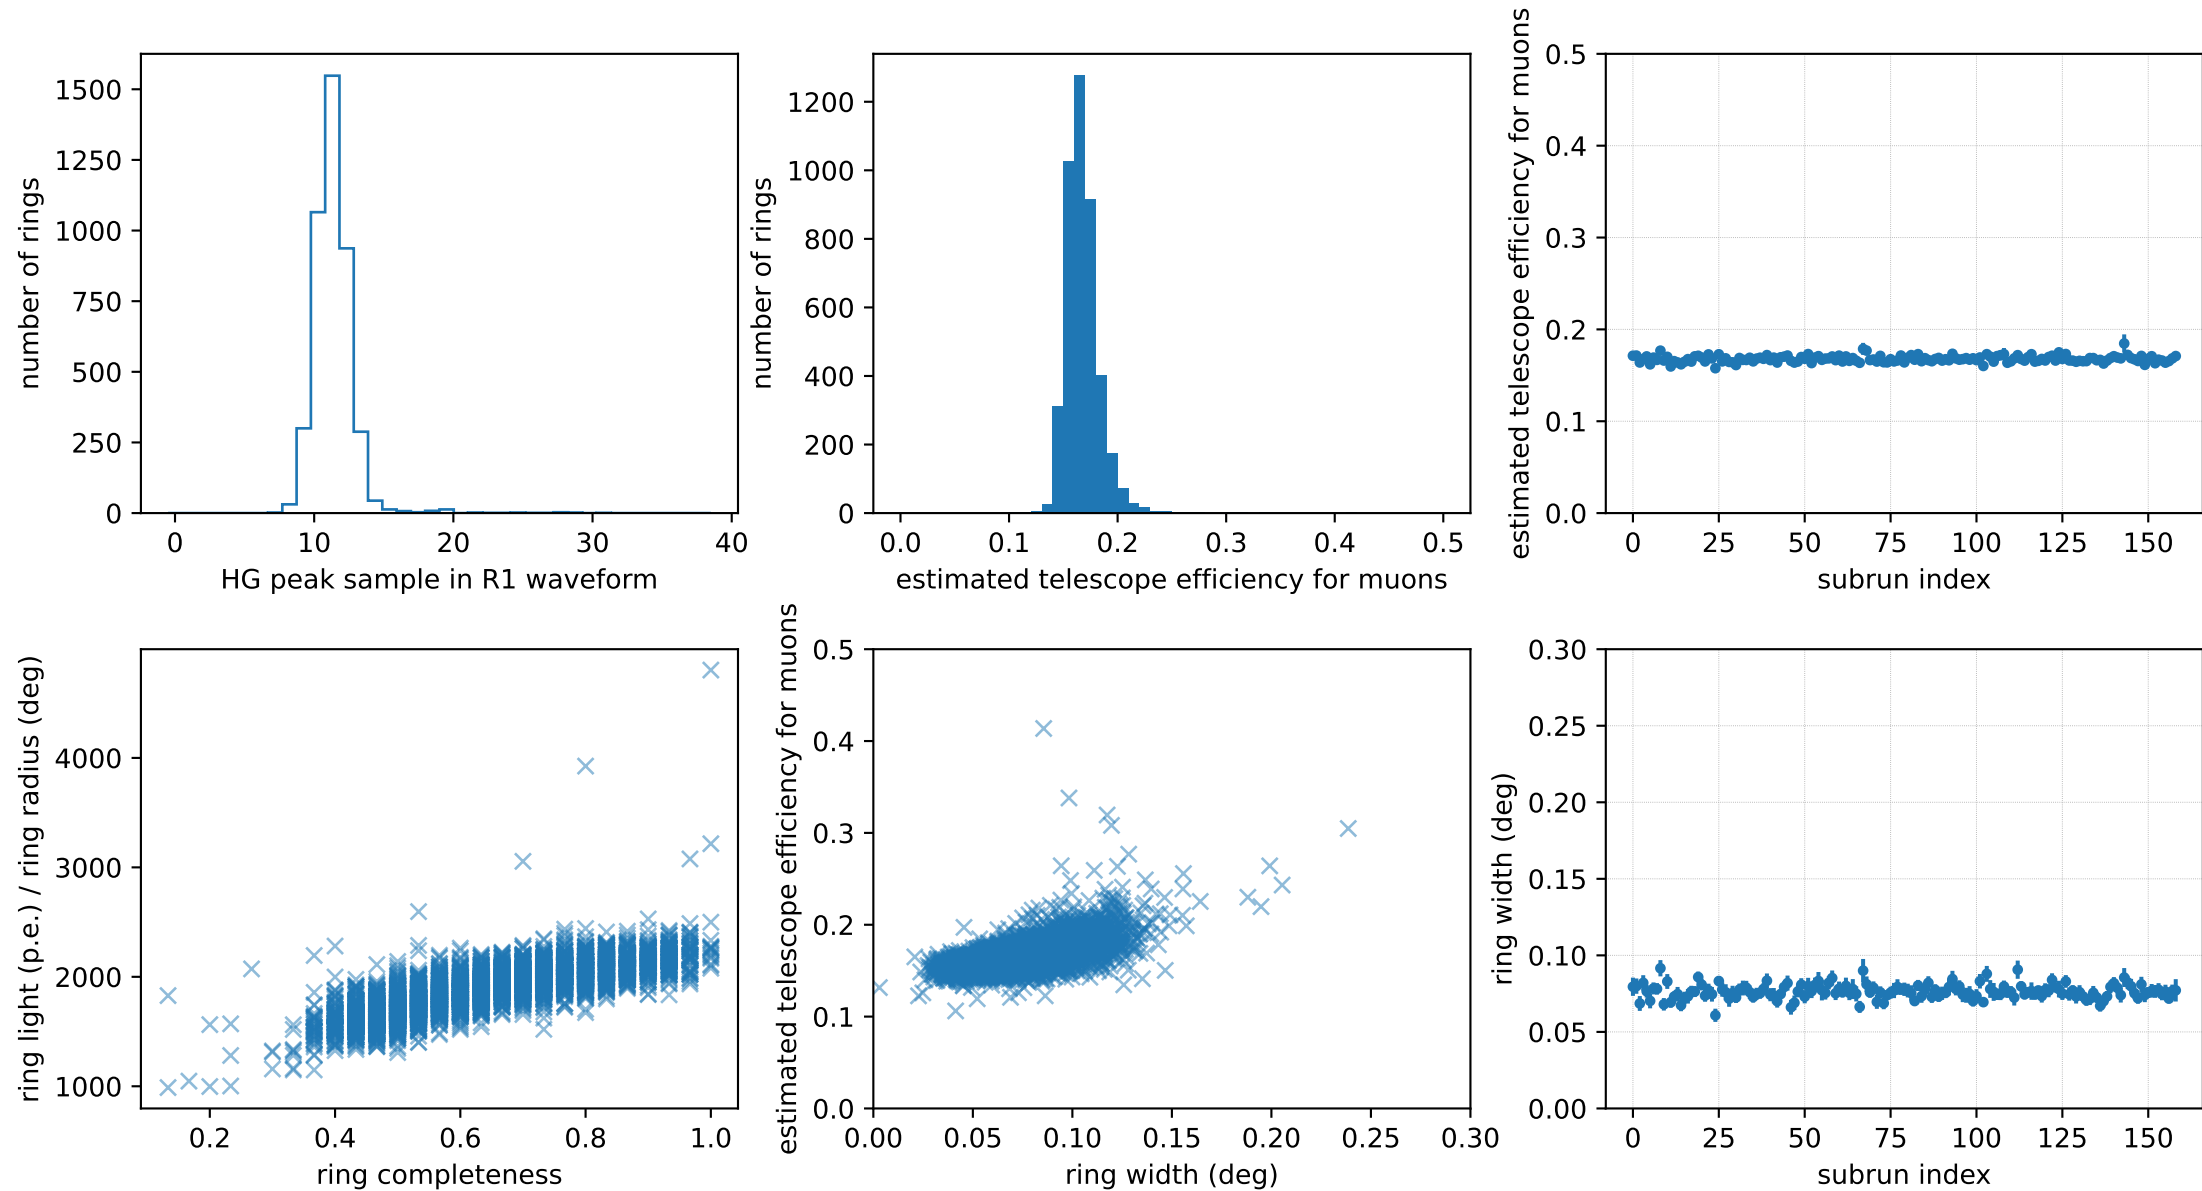 number of rings
1500
1250
1000
750
500
250
0
0 10 20 30 40
HG peak sample in R1 waveform
number of rings
1200
1000
800
600
400
200
0
0.0 0.1 0.2 0.3 0.4 0.5
estimated telescope efficiency for muons
estimated telescope efficiency for muons
0.5
0.4
0.3
0.2
0.1
0.0
0 25 50 75 100 125 150
subrun index
ring light (p.e.) / ring radius (deg)
4000
3000
2000
1000
0.2 0.4 0.6 0.8 1.0
ring completeness
estimated telescope efficiency for muons
0.5
0.4
0.3
0.2
0.1
0.0
0.00 0.05 0.10 0.15 0.20 0.25 0.30
ring width (deg)
ring width (deg)
0.30
0.25
0.20
0.15
0.10
0.05
0.00
0 25 50 75 100 125 150
subrun index